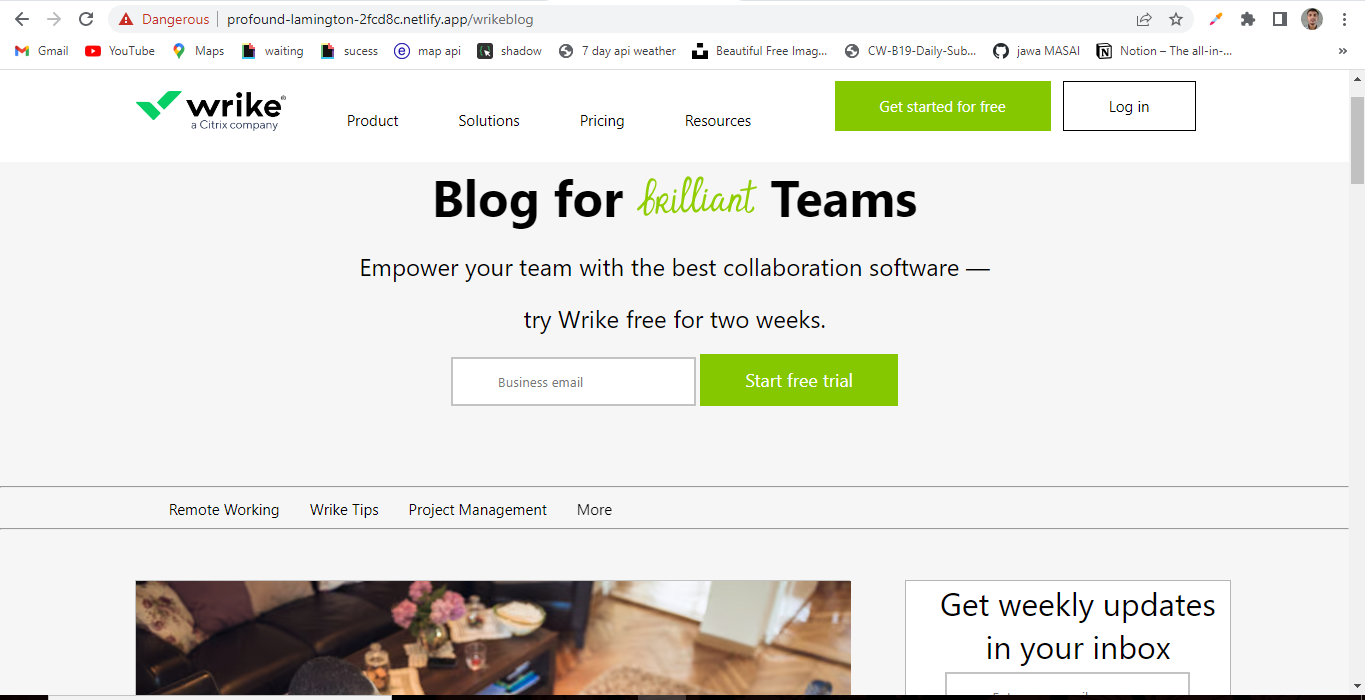 Dangerous profound-lamington-2fcd8c.netlify.app/wrikeblog
Gmail YouTube Maps waiting sucess map api shadow 7 day api weather Beautiful Free Imag... CW-B19-Daily-Sub... jawa MASAI Notion – The all-in-... »
wrike®
a Citrix company
Product Solutions Pricing Resources Get started for free Log in
Blog for brilliant Teams
Empower your team with the best collaboration software —
try Wrike free for two weeks.
Business email Start free trial
Remote Working Wrike Tips Project Management More
Get weekly updates
in your inbox